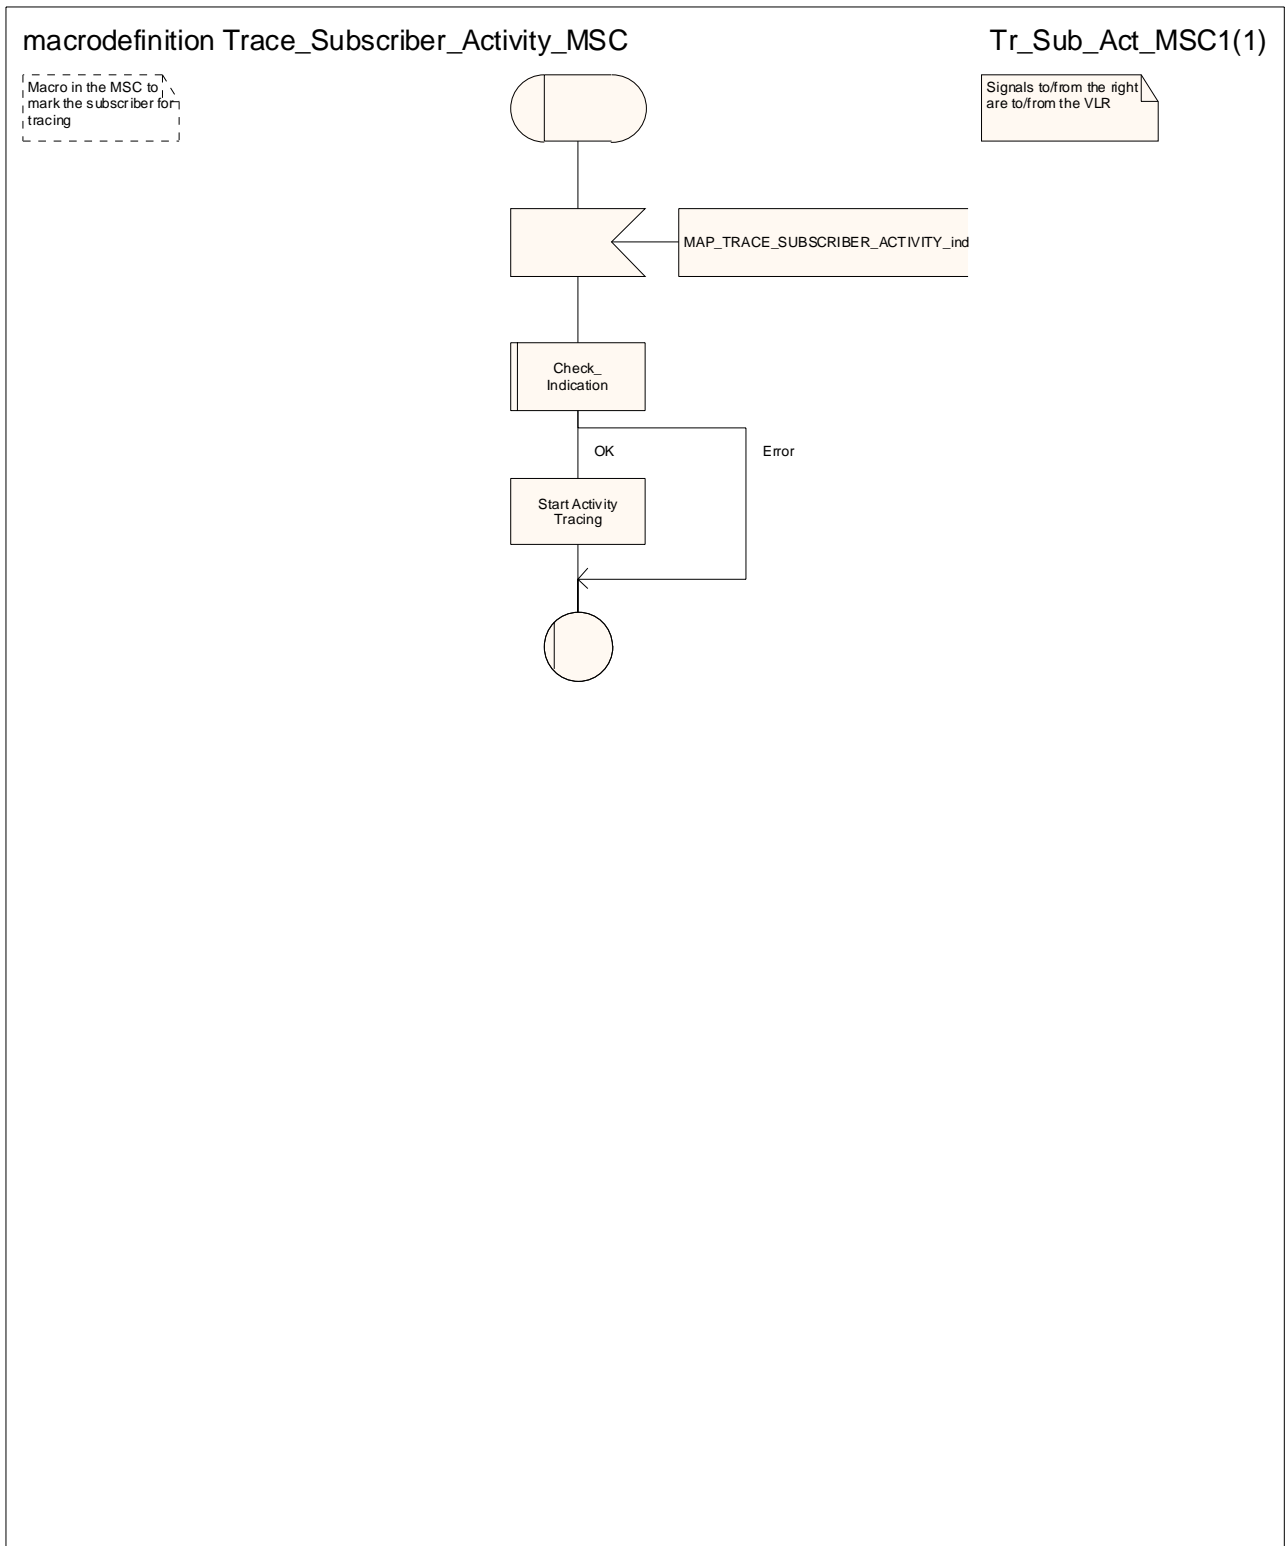 macrodefinition Trace_Subscriber_Activity_MSC
Tr_Sub_Act_MSC1(1)
Macro in the MSC to
mark the subscriber for
tracing
Signals to/from the right
are to/from the VLR
MAP_TRACE_SUBSCRIBER_ACTIVITY_ind
Check_
Indication
OK
Error
Start Activity
Tracing